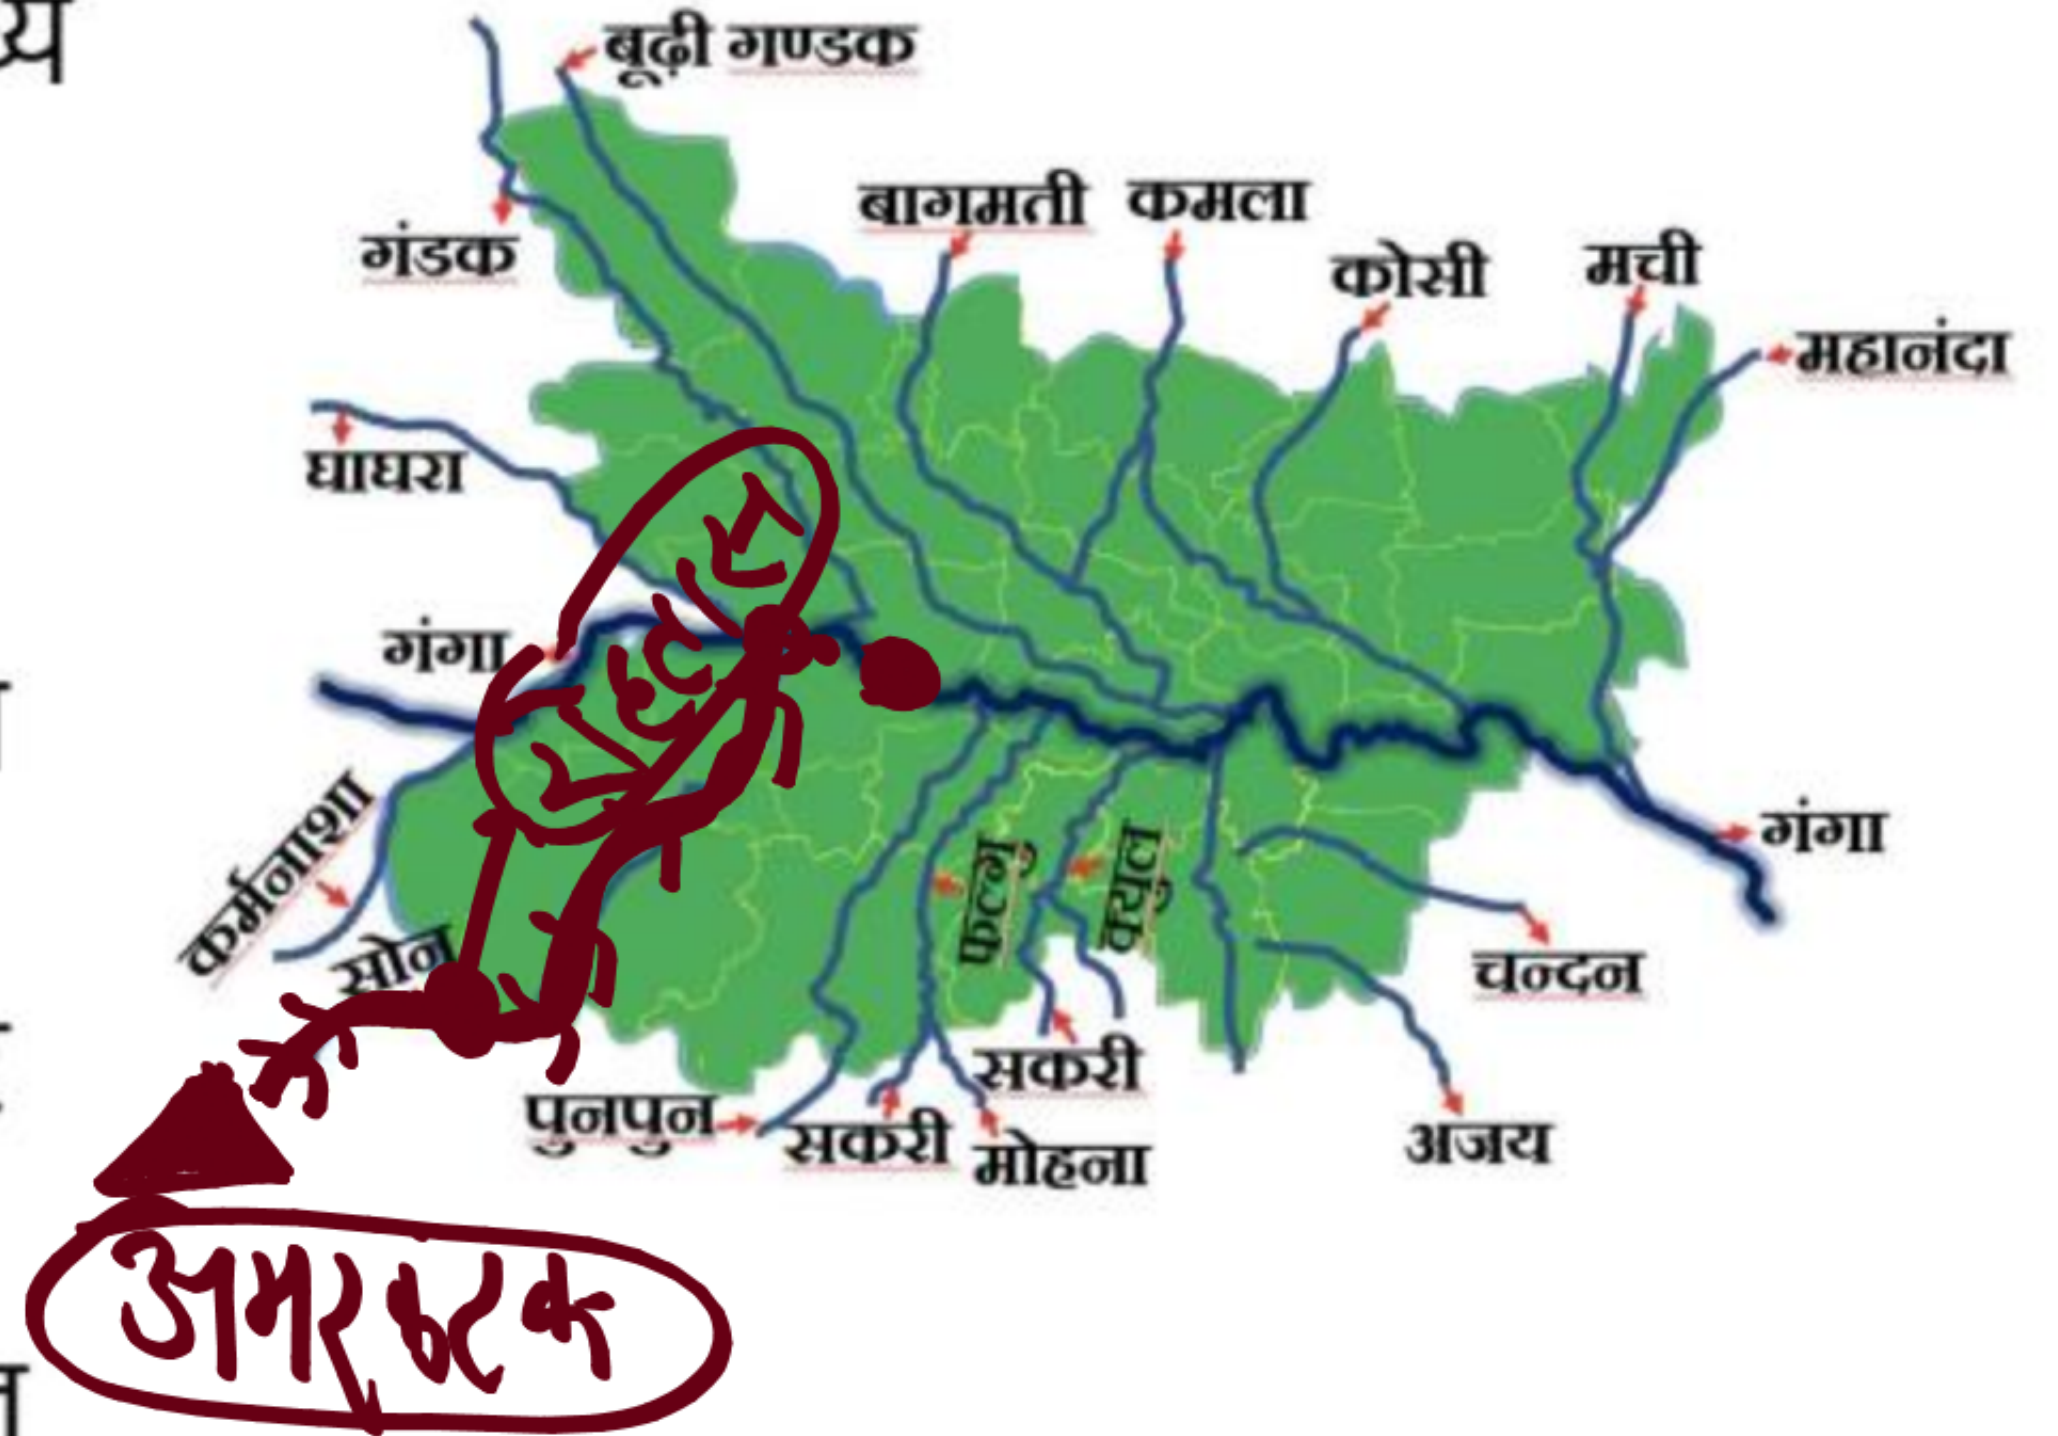 बूढ़ी गण्डक
बागमती
कमला
गंडक
कोसी
मची
महानंदा
घाघरा
गंगा
गंगा
कर्मनाशा
सोन
फल्गु
क्यूल
चन्दन
सकरी
पुनपुन
सकरी
मोहना
अजय
अमरकंटक